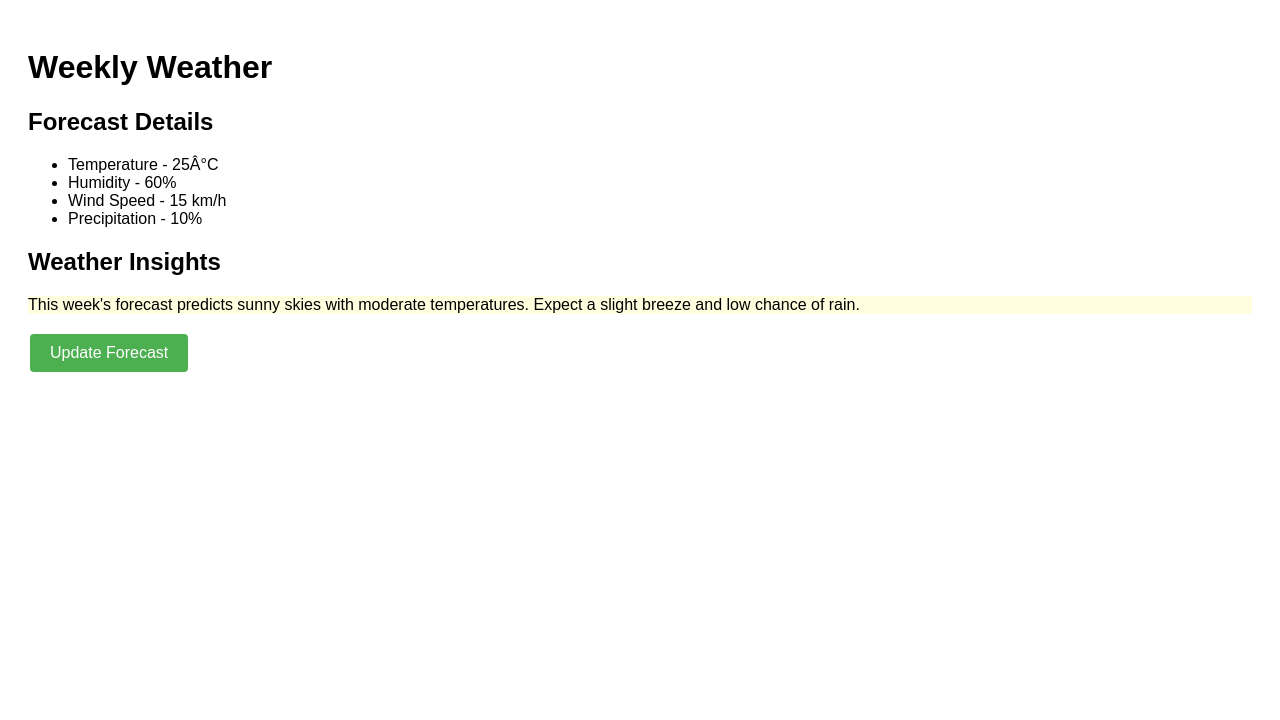 Weekly Weather
Forecast Details
Temperature - 25Â°C
Humidity - 60%
Wind Speed - 15 km/h
Precipitation - 10%
Weather Insights
This week's forecast predicts sunny skies with moderate temperatures. Expect a slight breeze and low chance of rain.
Update Forecast